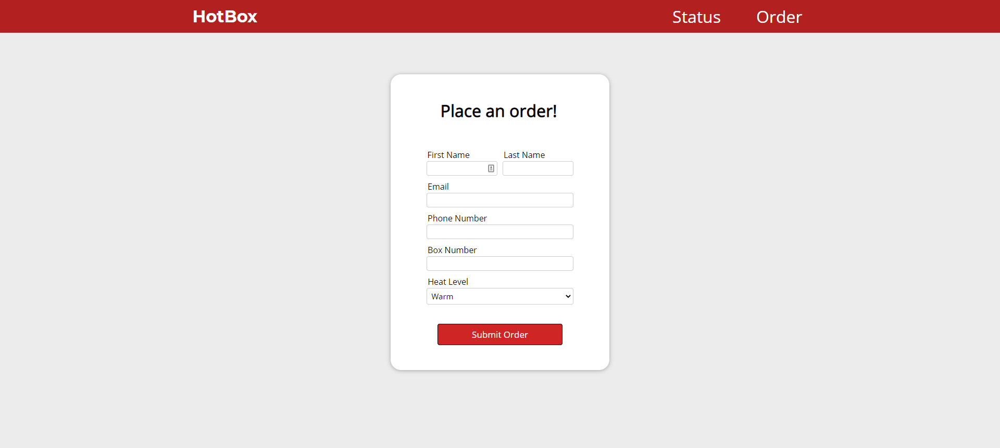 HotBox Status Order
Place an order!
First Name Last Name
Email
Phone Number
Box Number
Heat Level
Warm
Submit Order